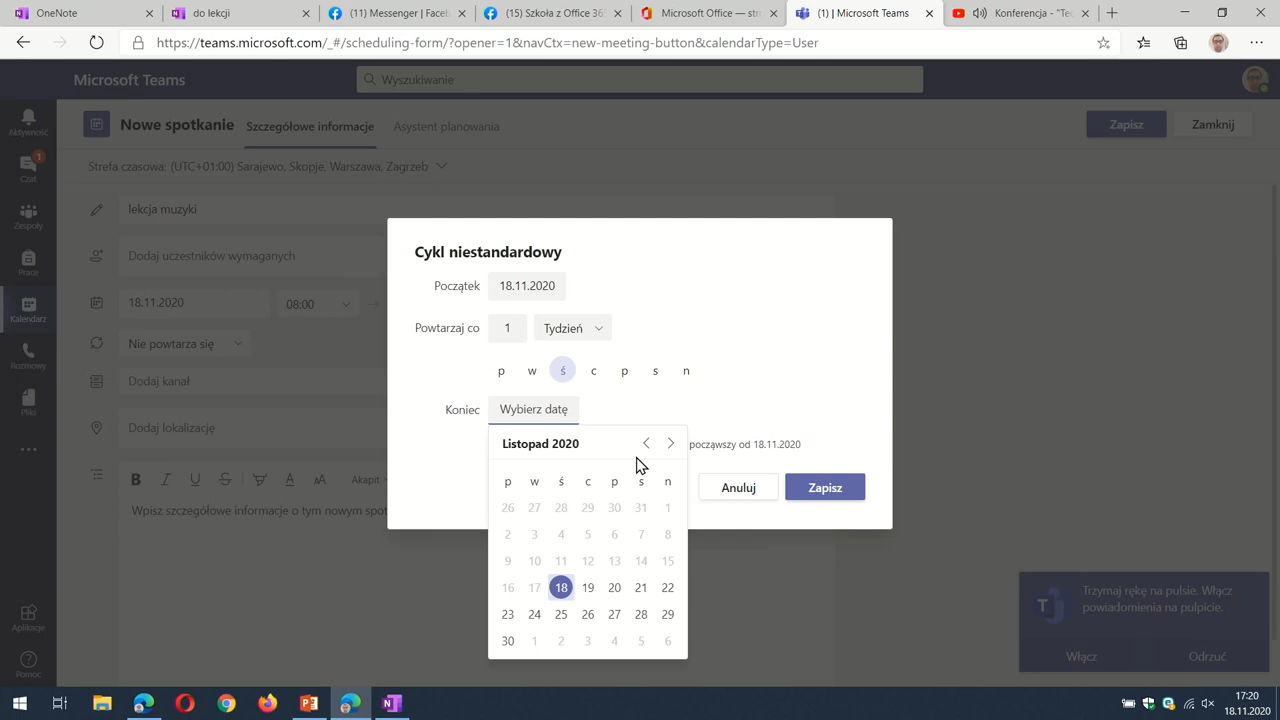 OneNote
do lekcji
(11) Messenger | Faceb
(15) Szkoła z Office 365
Microsoft Office — str
(1) | Microsoft Teams
Konferencja - "Te
https://teams.microsoft.com/_#/scheduling-form/?opener=1&navCtx=new-meeting-button&calendarType=User
Microsoft Teams
Wyszukiwanie
Aktywność
Nowe spotkanie
Szczegółowe informacje
Asystent planowania
Zapisz
Zamknij
Strefa czasowa: (UTC+01:00) Sarajewo, Skopje, Warszawa, Zagrzeb
1
Czat
lekcja muzyki
Zespoły
Dodaj uczestników wymaganych
Prace
18.11.2020
08:00
Kalendarz
Nie powtarza się
Rozmowy
Dodaj kanał
Pliki
Dodaj lokalizację
B I U S A AA Akapit
Wpisz szczegółowe informacje o tym nowym spot
Cykl niestandardowy
Początek
18.11.2020
Powtarzaj co
1
Tydzień
p w ś c p s n
Koniec
Wybierz datę
począwszy od 18.11.2020
Listopad 2020
p w ś c p s n
26 27 28 29 30 31 1
2 3 4 5 6 7 8
9 10 11 12 13 14 15
16 17 18 19 20 21 22
23 24 25 26 27 28 29
30 1 2 3 4 5 6
Anuluj
Zapisz
Trzymaj rękę na pulsie. Włącz
powiadomienia na pulpicie.
Włącz
Odrzuć
Aplikacje
Pomoc
17:20
18.11.2020